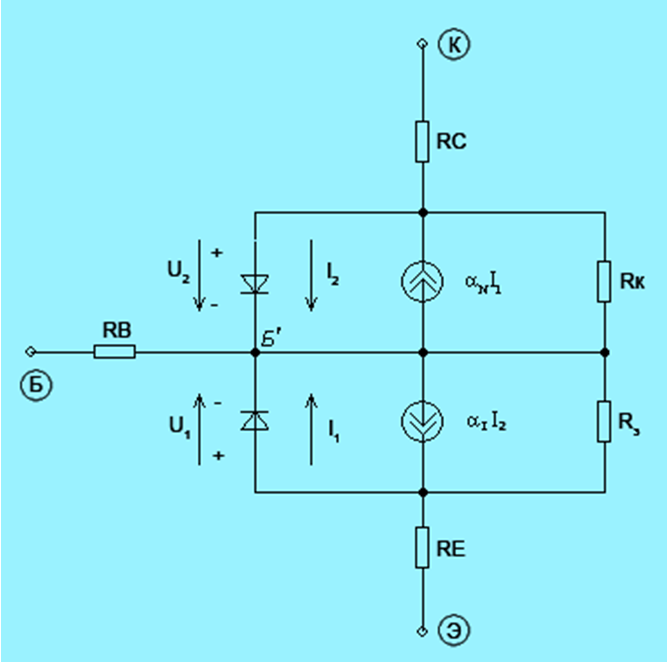 К
RC
+
U₂
-
I₂
αNI₁
Rк
RB
Б'
Б
-
U₁
+
I₁
αII₂
Rэ
RE
Э